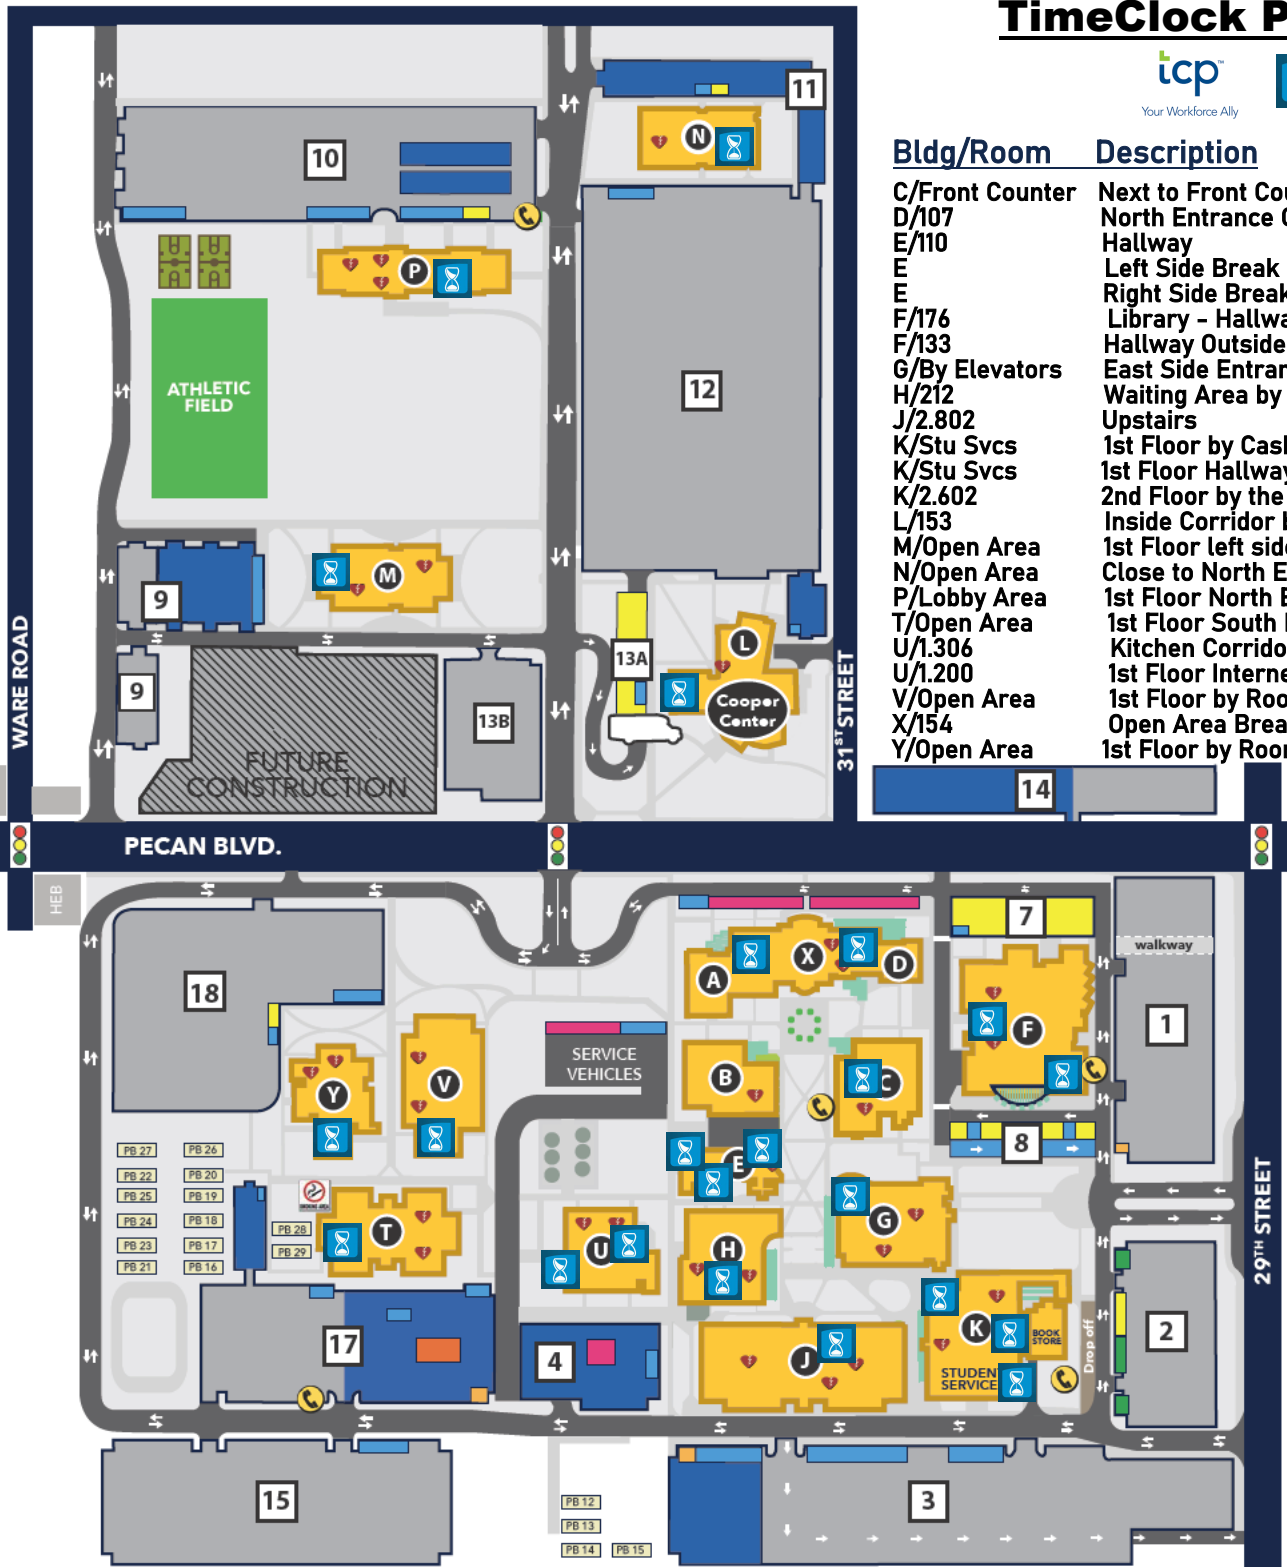 TimeClock P
tcp™
Your Workforce Ally
Bldg/Room Description
C/Front Counter Next to Front Cou
D/107 North Entrance
E/110 Hallway
E Left Side Break
E Right Side Break
F/176 Library - Hallwa
F/133 Hallway Outside
G/By Elevators East Side Entran
H/212 Waiting Area by
J/2.802 Upstairs
K/Stu Svcs 1st Floor by Cas
K/Stu Svcs 1st Floor Hallway
K/2.602 2nd Floor by the
L/153 Inside Corridor
M/Open Area 1st Floor left side
N/Open Area Close to North E
P/Lobby Area 1st Floor North
T/Open Area 1st Floor South
U/1.306 Kitchen Corrido
U/1.200 1st Floor Interne
V/Open Area 1st Floor by Roo
X/154 Open Area Brea
Y/Open Area 1st Floor by Room
11
N
10
P
12
ATHLETIC
FIELD
M
9
9
L
13A
Cooper
Center
13B
FUTURE
CONSTRUCTION
WARE ROAD
31ST STREET
14
PECAN BLVD.
HEB
7
walkway
X
D
A
18
F
1
SERVICE
VEHICLES
B
C
V
Y
8
E
PB 27
PB 26
PB 22
PB 20
PB 25
PB 19
PB 24
PB 18
PB 23
PB 17
PB 21
PB 16
PB 28
PB 29
T
U
H
G
29TH STREET
K
BOOK
STORE
STUDEN
SERVICE
Drop off
2
17
4
J
15
3
PB 12
PB 13
PB 14
PB 15